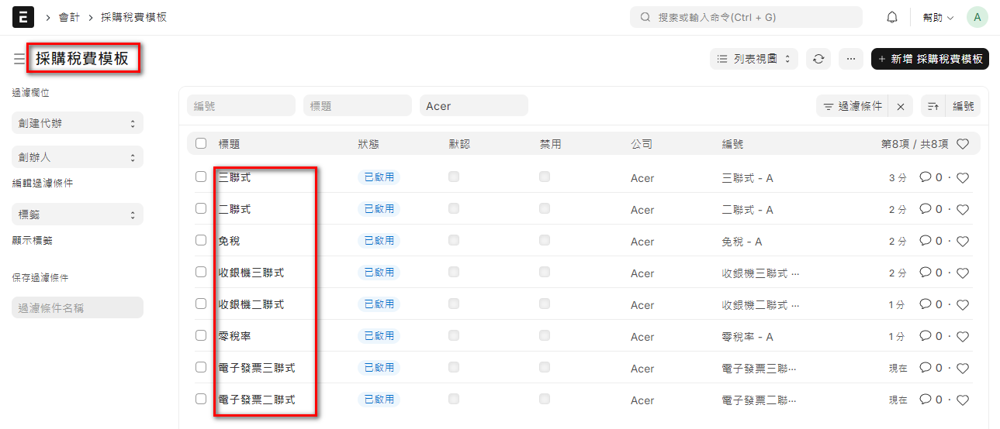 E
會計
採購稅費模板
搜索或輸入命令(Ctrl + G)
幫助
A
採購稅費模板
列表視圖
···
+ 新增 採購稅費模板
過濾欄位
創建代辦
創辦人
編輯過濾條件
標籤
顯示標籤
保存過濾條件
過濾條件名稱
編號 標題 Acer 過濾條件 × 編號
標題 狀態 默認 禁用 公司 編號 第8項 / 共8項
三聯式 已啟用 Acer 三聯式 - A 3 分 0 ·
二聯式 已啟用 Acer 二聯式 - A 2 分 0 ·
免稅 已啟用 Acer 免稅 - A 2 分 0 ·
收銀機三聯式 已啟用 Acer 收銀機三聯式 ··· 2 分 0 ·
收銀機二聯式 已啟用 Acer 收銀機二聯式 ··· 1 分 0 ·
零稅率 已啟用 Acer 零稅率 - A 1 分 0 ·
電子發票三聯式 已啟用 Acer 電子發票三聯··· 現在 0 ·
電子發票二聯式 已啟用 Acer 電子發票二聯··· 現在 0 ·